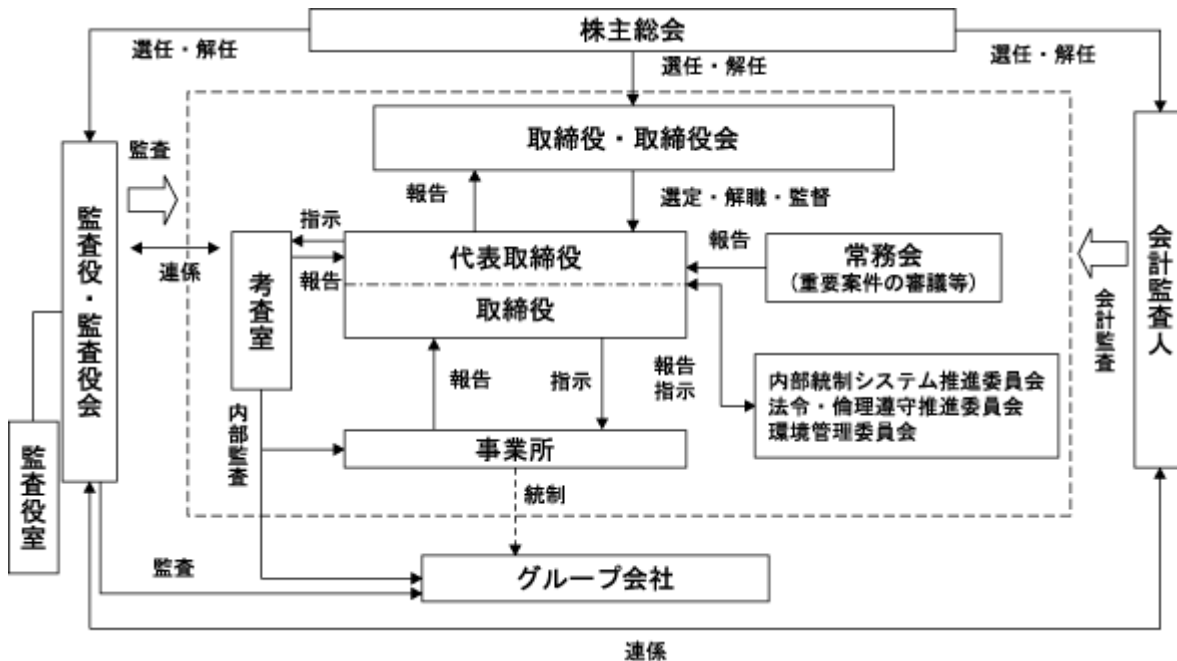 株主総会
選任・解任
選任・解任
選任・解任
取締役・取締役会
監査
報告
選定・解職・監督
監査役・監査役会
指示
報告
連係
考査室
代表取締役
取締役
報告
常務会
(重要案件の審議等)
会計監査人
会計監査
報告
指示
報告
指示
内部統制システム推進委員会
法令・倫理遵守推進委員会
環境管理委員会
内部監査
事業所
監査役室
統制
監査
グループ会社
連係